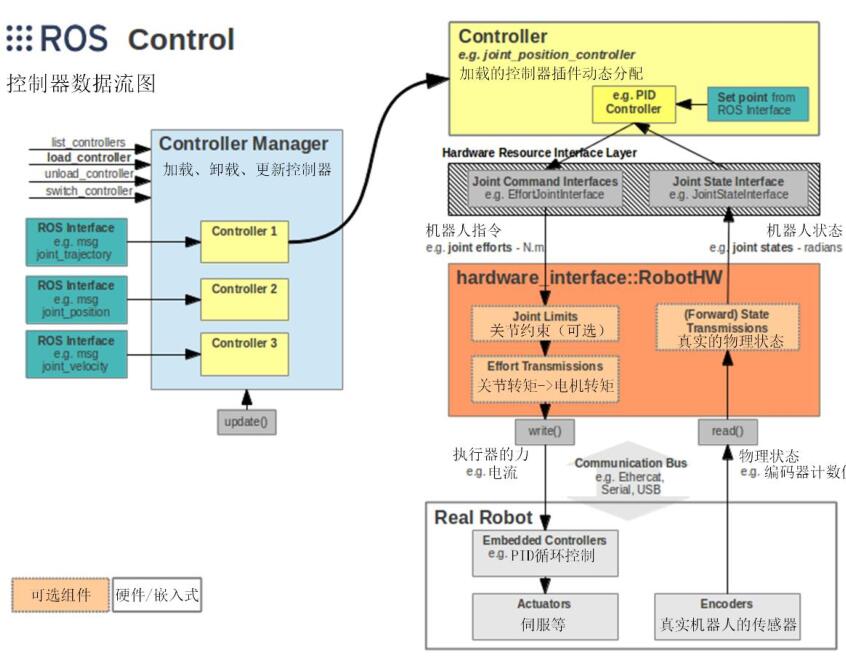 ROS Control
控制器数据流图
list_controllers
load_controller
unload_controller
switch_controller
Controller Manager
加载、卸载、更新控制器
ROS Interface
e.g. msg
joint_trajectory
Controller 1
ROS Interface
e.g. msg
joint_position
Controller 2
ROS Interface
e.g. msg
joint_velocity
Controller 3
update()
可选组件
硬件/嵌入式
Controller
e.g. joint_position_controller
加载的控制器插件动态分配
e.g. PID
Controller
Set point from
ROS Interface
Hardware Resource Interface Layer
Joint Command Interfaces
e.g. EffortJointInterface
Joint State Interface
e.g. JointStateInterface
机器人指令
e.g. joint efforts - N.m
机器人状态
e.g. joint states - radians
hardware_interface::RobotHW
Joint Limits
关节约束（可选）
Effort Transmissions
关节转矩->电机转矩
(Forward) State
Transmissions
真实的物理状态
write()
read()
执行器的力
e.g. 电流
Communication Bus
e.g. Ethercat,
Serial, USB
物理状态
e.g. 编码器计数
Real Robot
Embedded Controllers
e.g. PID循环控制
Actuators
伺服等
Encoders
真实机器人的传感器